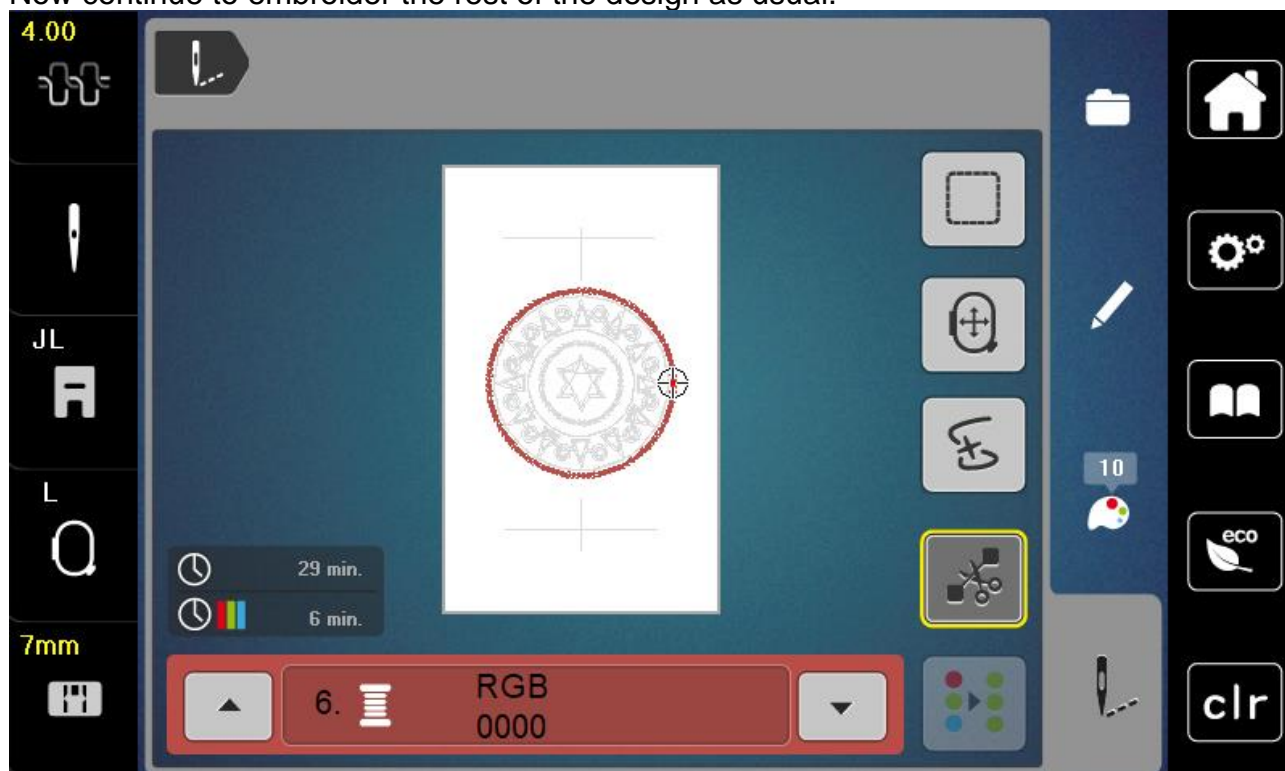 Now continue to embroider the rest of the design as usual.
4.00
JL
L
7mm
29 min.
6 min.
6.
RGB
0000
10
eco
clr